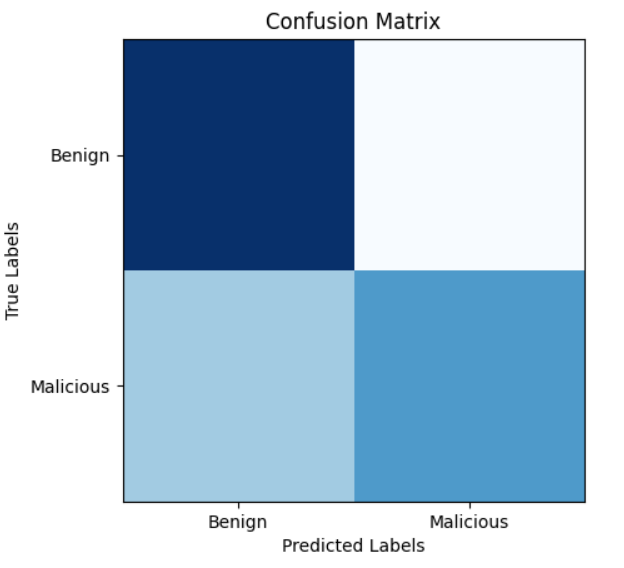 Confusion Matrix
True Labels
Benign
Malicious
Benign Malicious
Predicted Labels